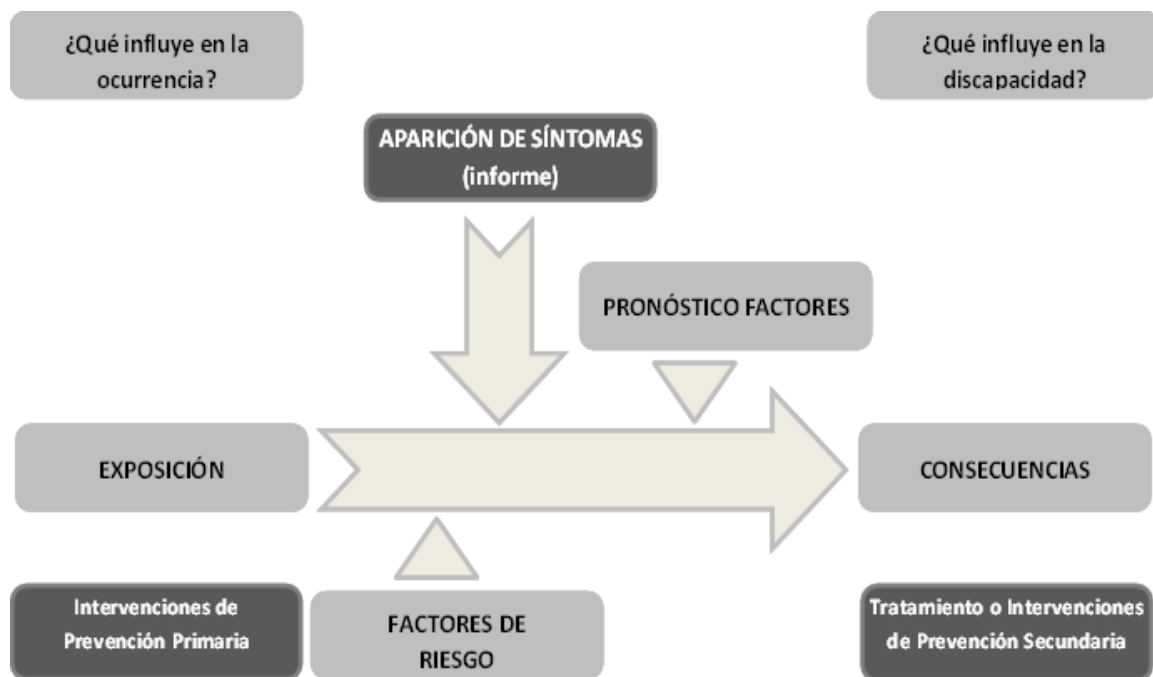 ¿Qué influye en la
ocurrencia?
¿Qué influye en la
discapacidad?
APARICIÓN DE SÍNTOMAS
(informe)
PRONÓSTICO FACTORES
EXPOSICIÓN
CONSECUENCIAS
Intervenciones de
Prevención Primaria
FACTORES DE
RIESGO
Tratamiento o Intervenciones
de Prevención Secundaria